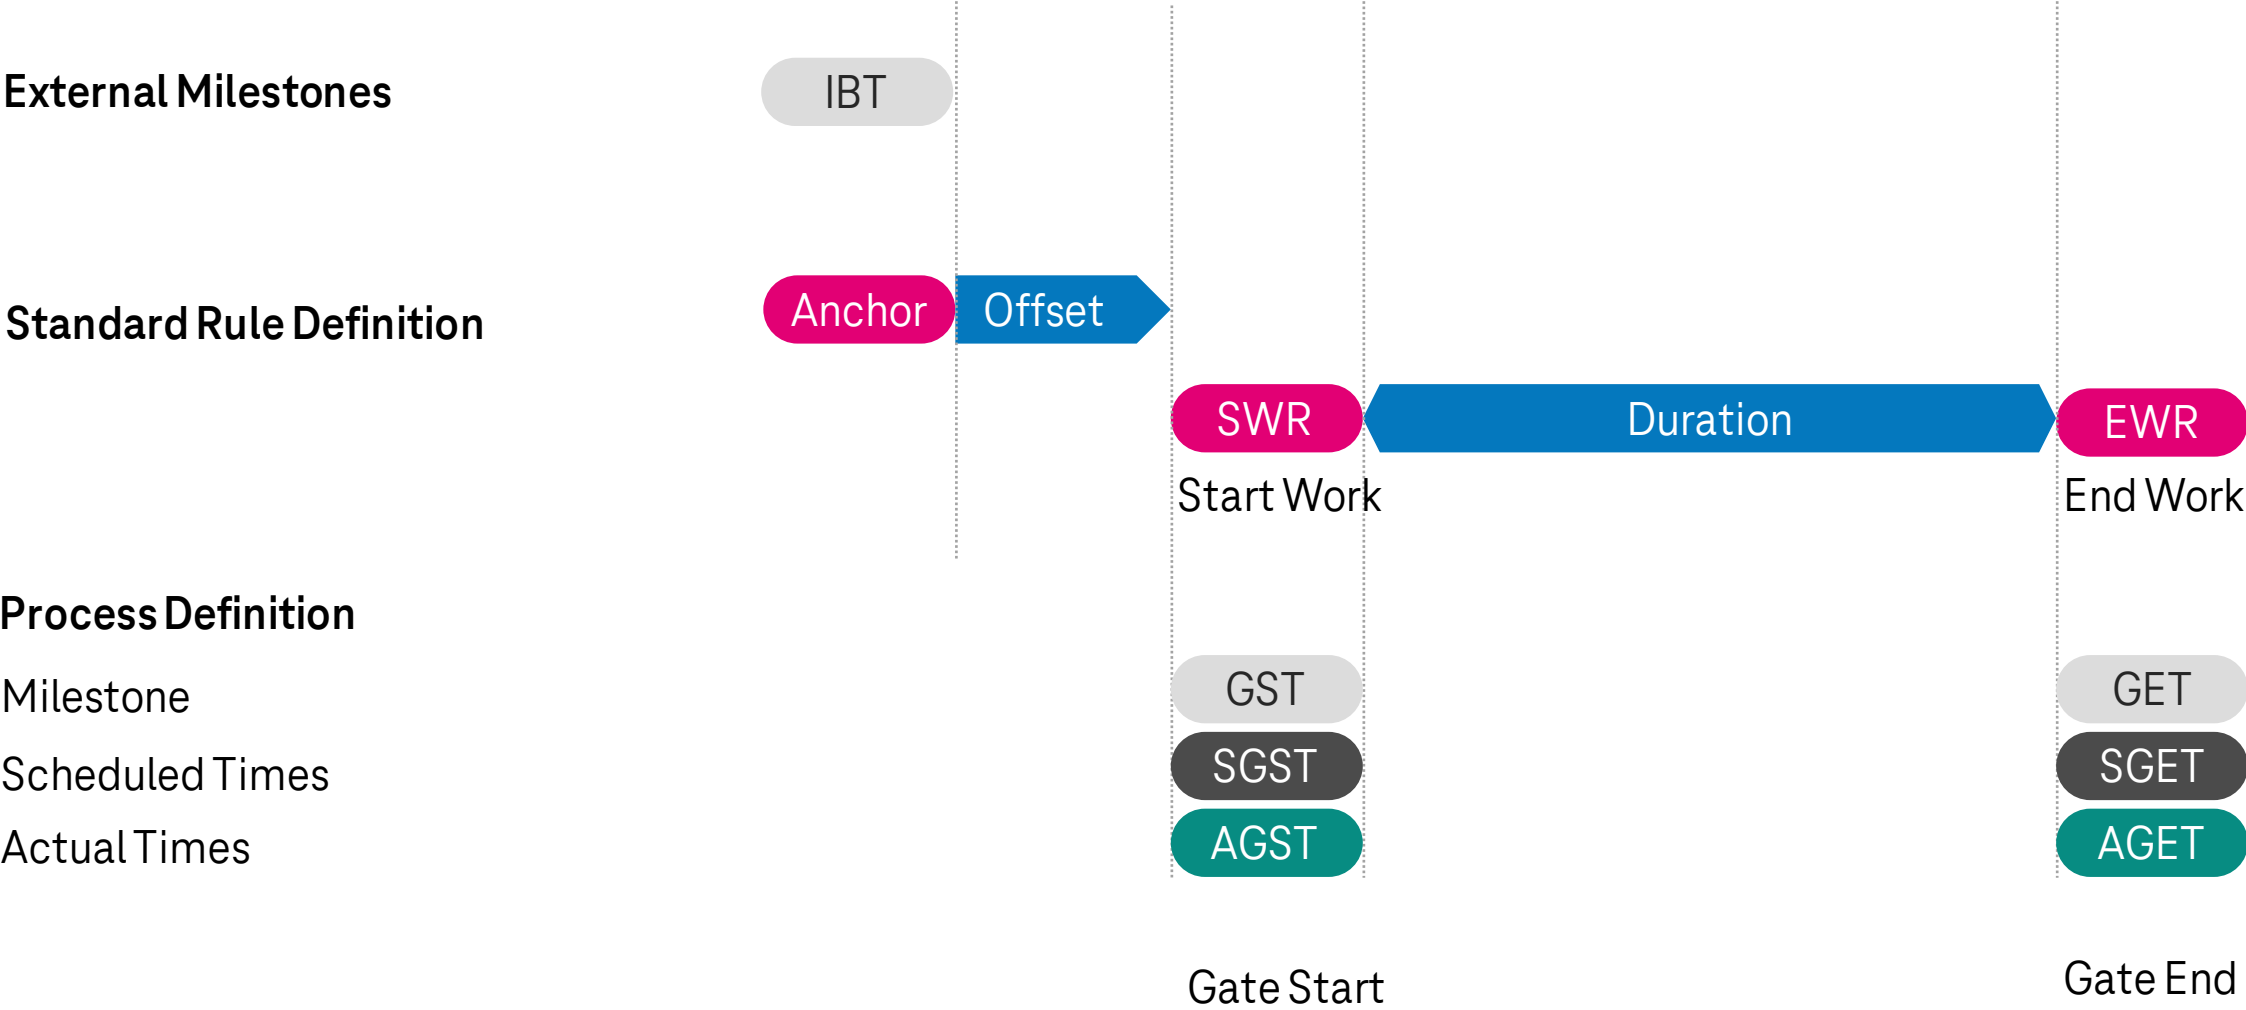 External Milestones
IBT
Standard Rule Definition
Anchor
Offset
SWR
Duration
EWR
Start Work
End Work
Process Definition
Milestone
GST
GET
Scheduled Times
SGST
SGET
Actual Times
AGST
AGET
Gate Start
Gate End